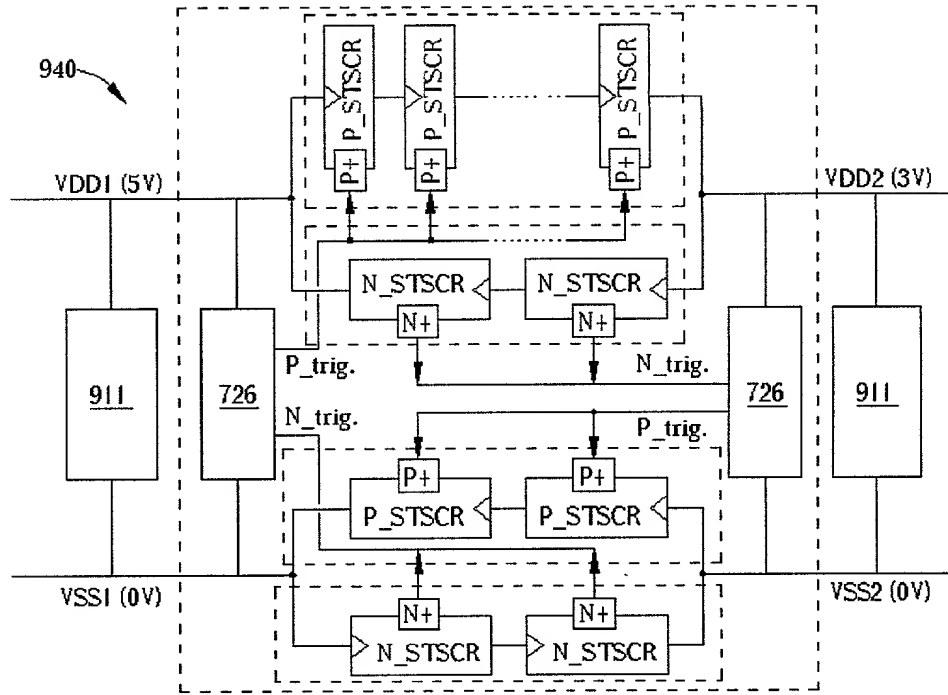 940
P_STSCR P_STSCR P_STSCR
P+ P+ P+
VDD1 (5V)
VDD2 (3V)
N_STSCR N_STSCR
N+ N+
P_trig.
N_trig.
911
726
726
911
N_trig.
P_trig.
P+ P+
P_STSCR P_STSCR
VSS1 (0V)
VSS2 (0V)
N+ N+
N_STSCR N_STSCR